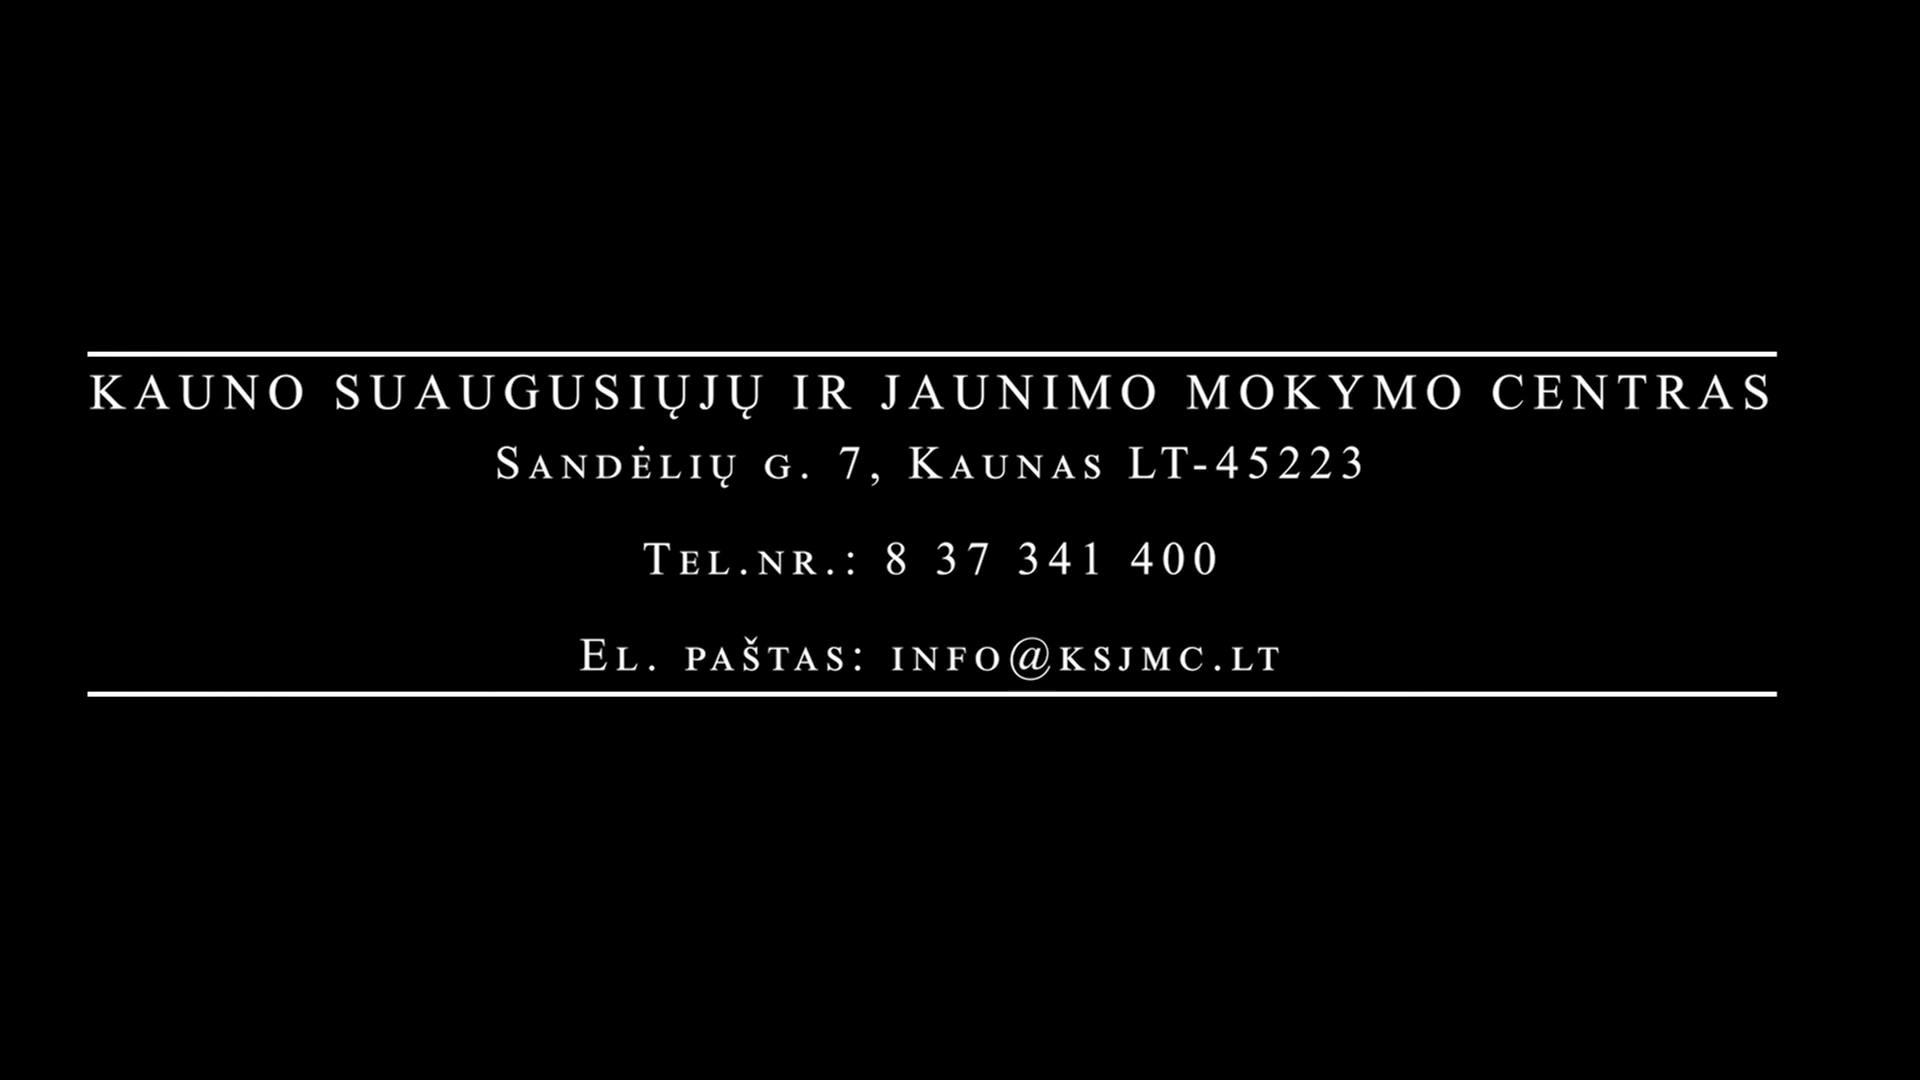 KAUNO SUAUGUSIŲJŲ IR JAUNIMO MOKYMO CENTRAS
Sandėlių g. 7, Kaunas LT-45223
Tel.nr.: 8 37 341 400
El. paštas: info@ksjmc.lt